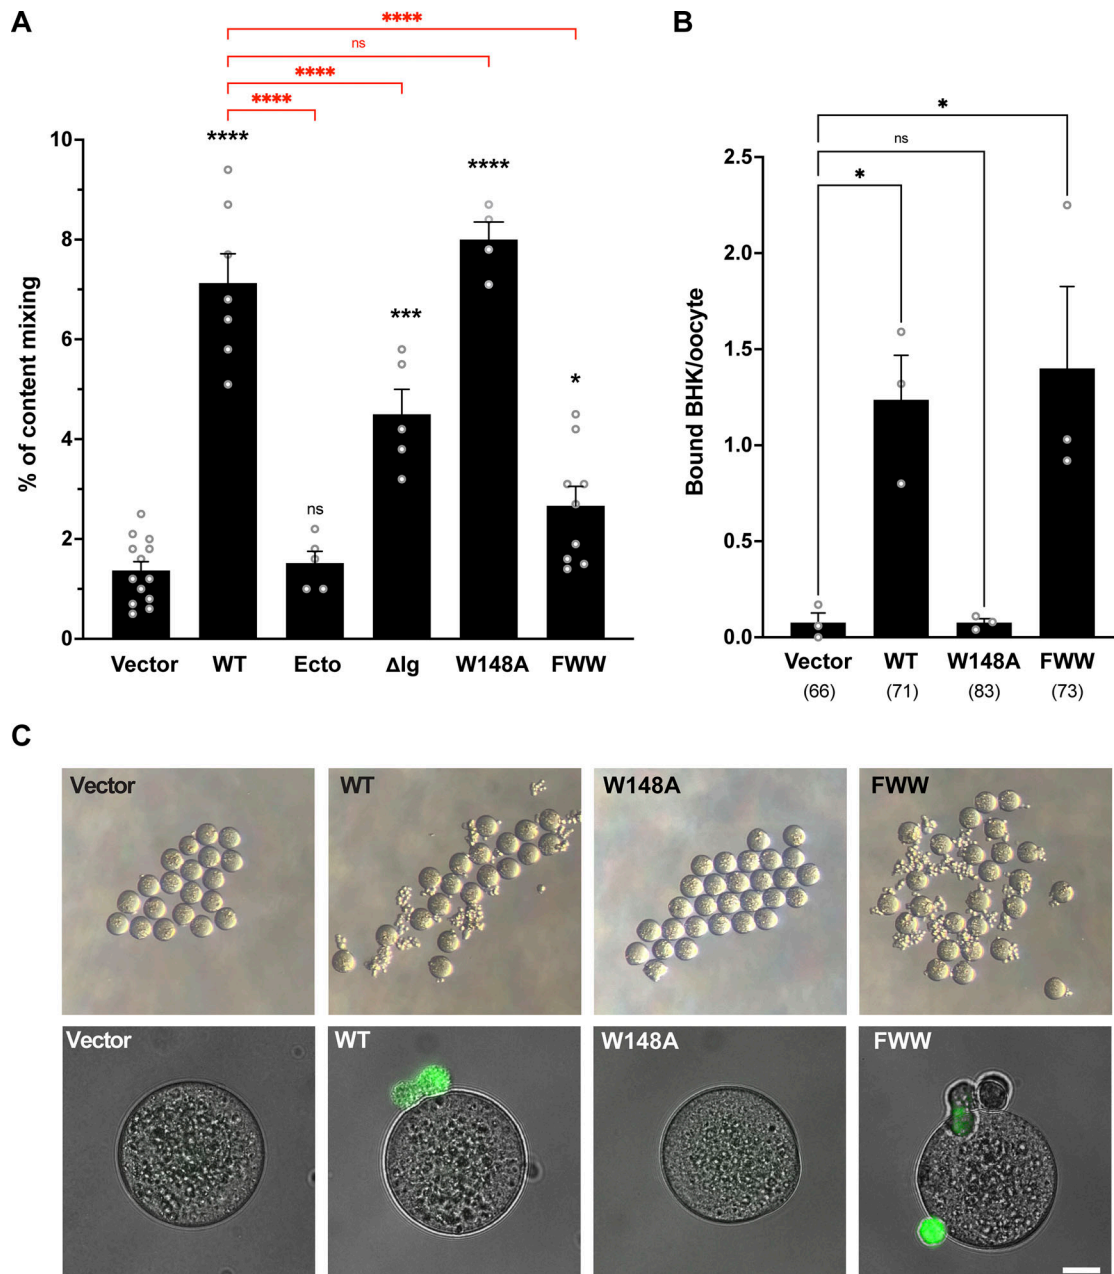 A
****
ns
****
****
****
****
***
*
ns
% of content mixing
10
8
6
4
2
0
Vector WT Ecto ΔIg W148A FWW
B
*
ns
*
Bound BHK/oocyte
2.5
2.0
1.5
1.0
0.5
0.0
Vector WT W148A FWW
(66) (71) (83) (73)
C
Vector WT W148A FWW
Vector WT W148A FWW